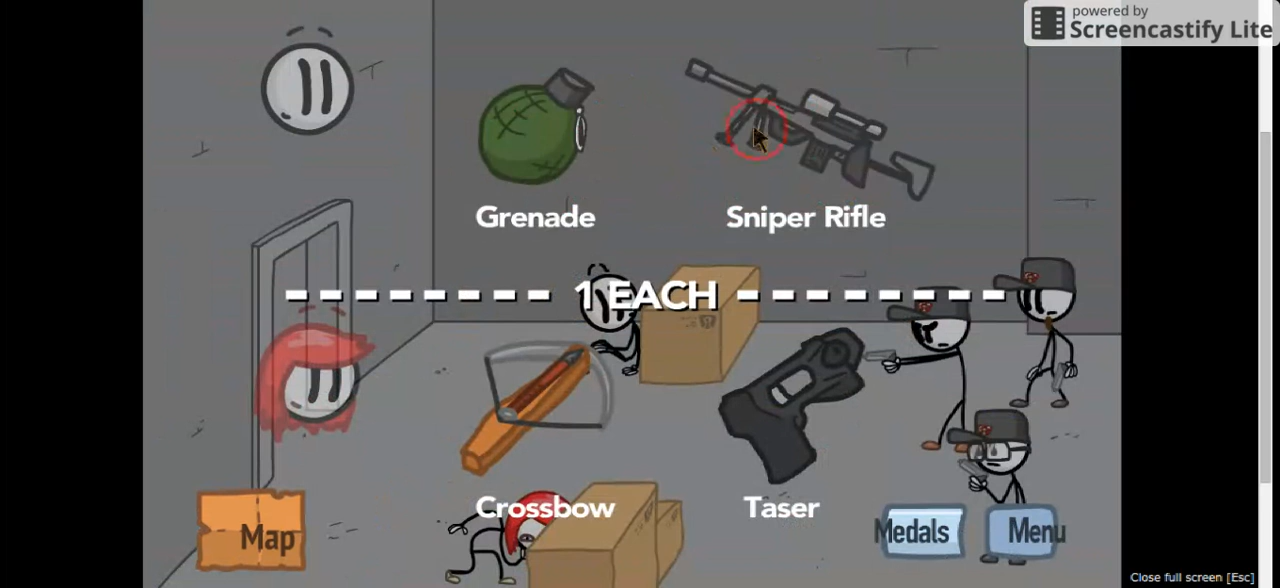 powered by
Screencastify Lite
Grenade
Sniper Rifle
1 EACH
Crossbow
Taser
Map
Medals
Menu
Close full screen [Esc]